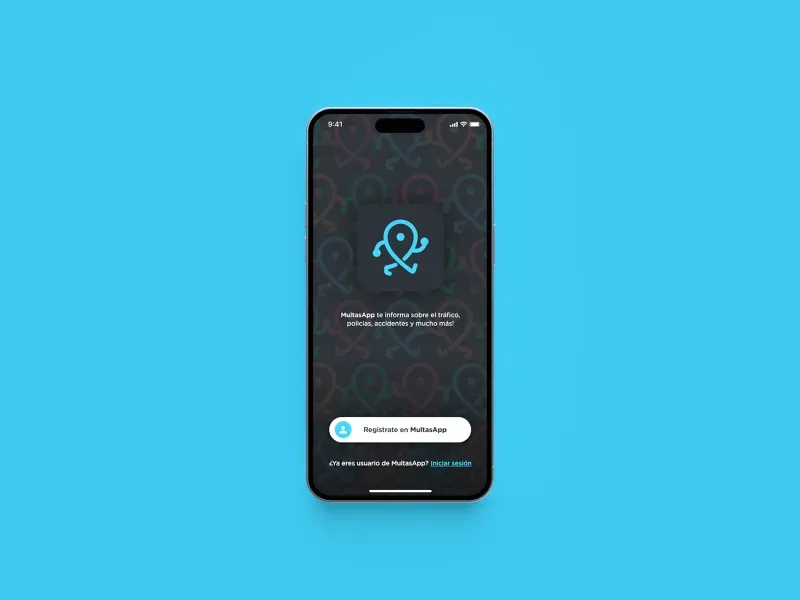 9:41
MultasApp te informa sobre el tráfico,
policías, accidentes y mucho más!
Regístrate en MultasApp
¿Ya eres usuario de MultasApp? Iniciar sesión